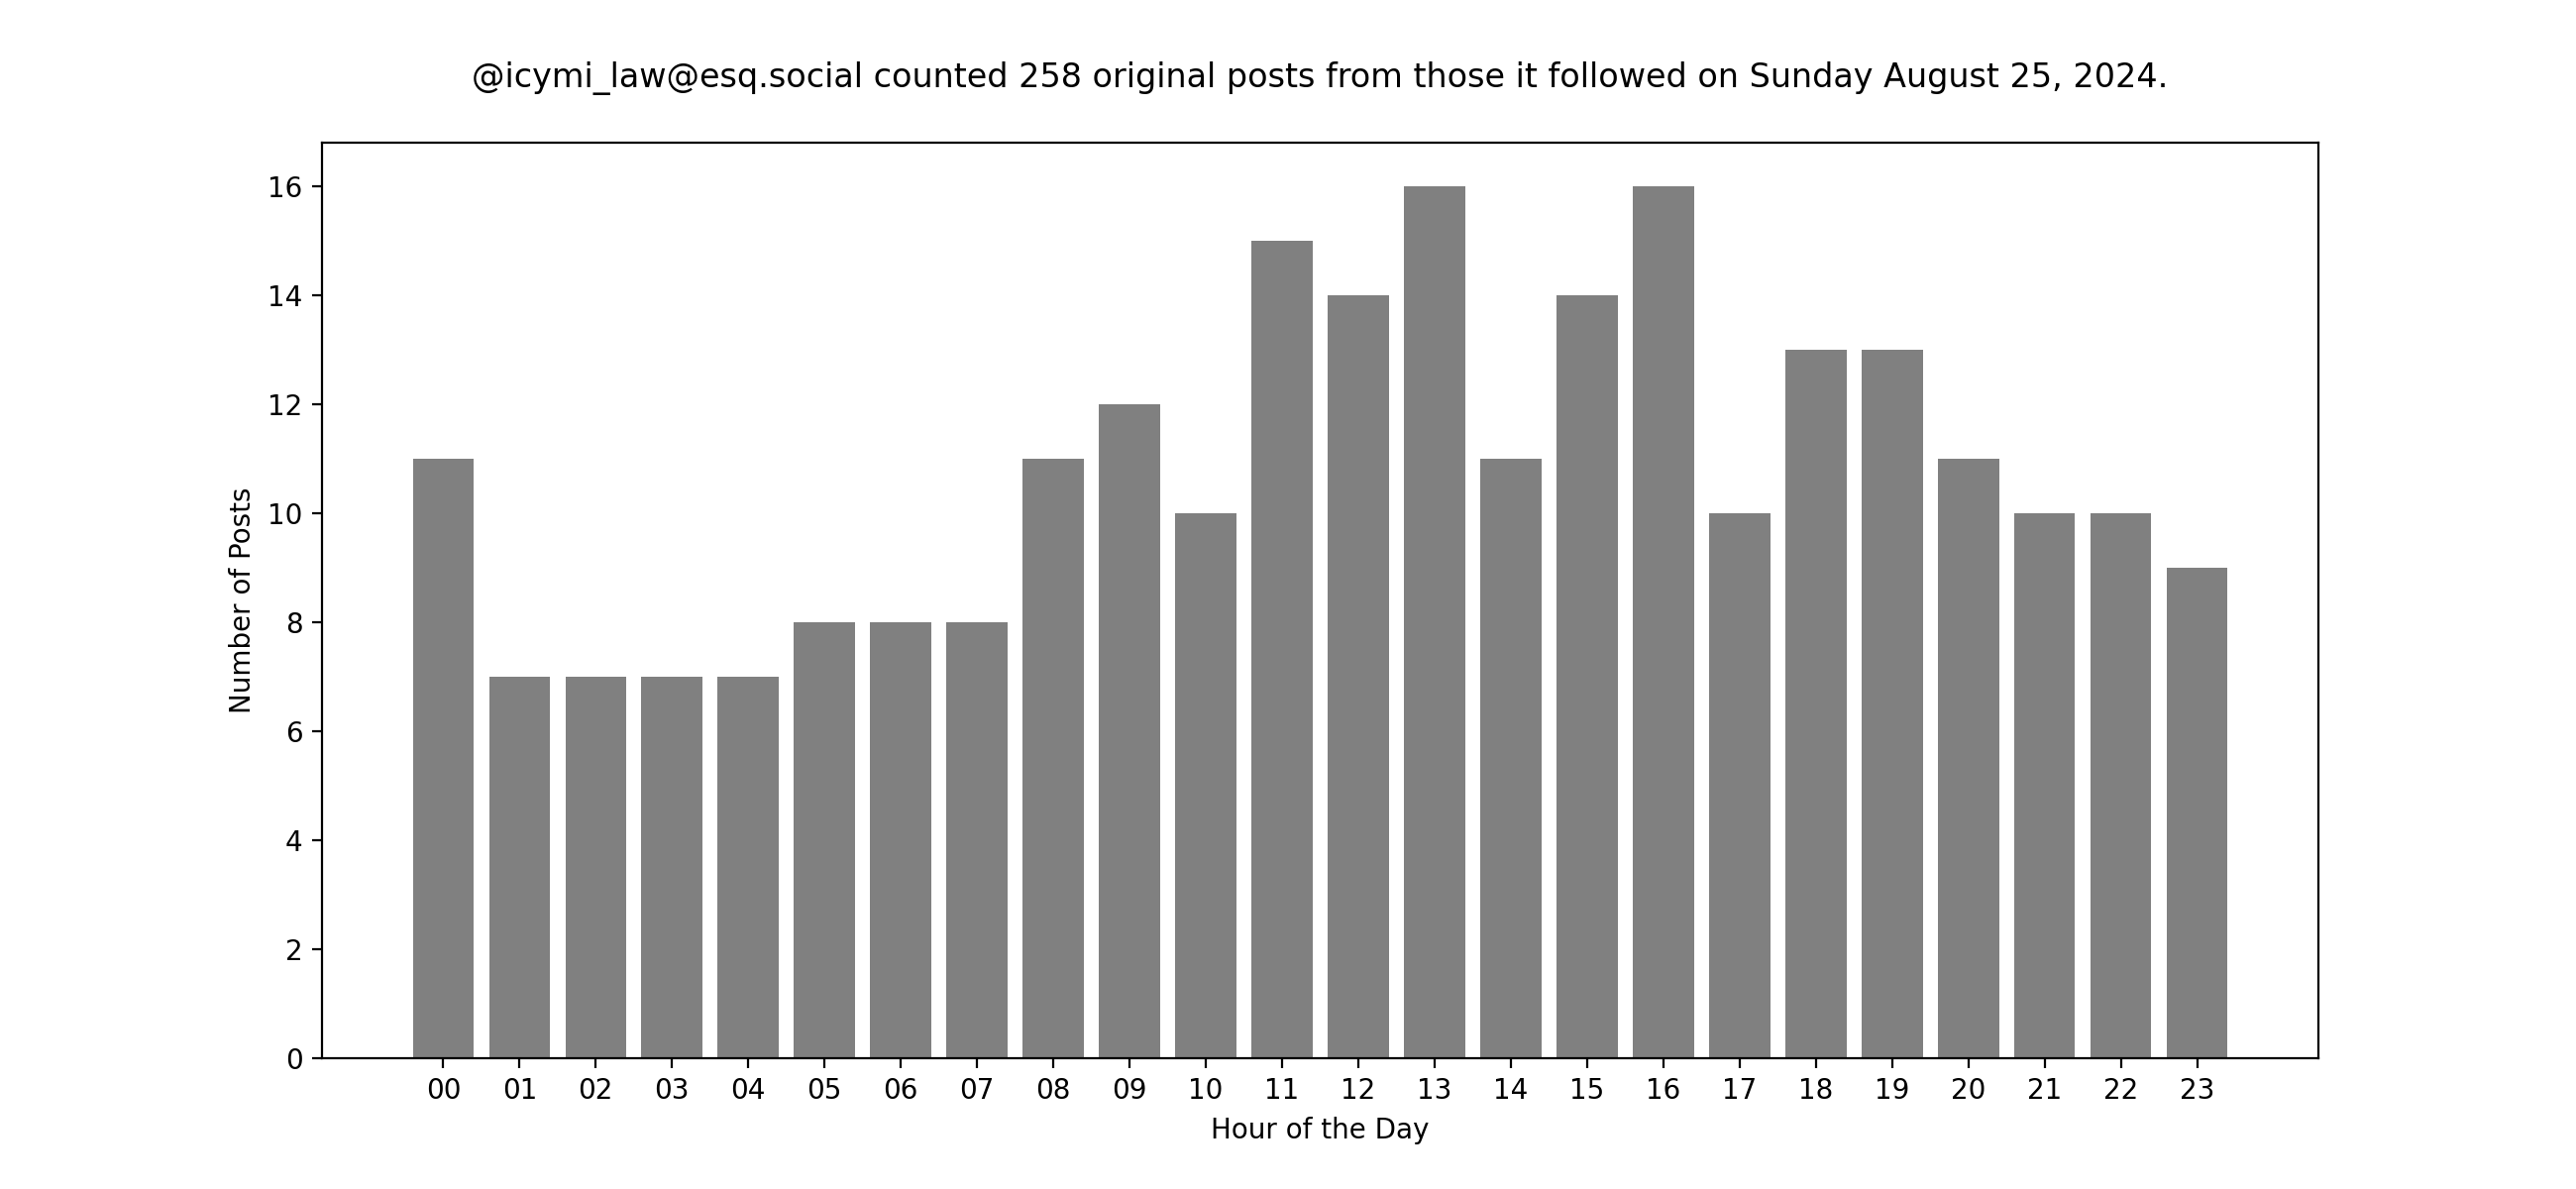 @icymi_law@esq.social counted 258 original posts from those it followed on Sunday August 25, 2024.
16
14
12
10
8
6
4
2
0
Number of Posts
00 01 02 03 04 05 06 07 08 09 10 11 12 13 14 15 16 17 18 19 20 21 22 23
Hour of the Day